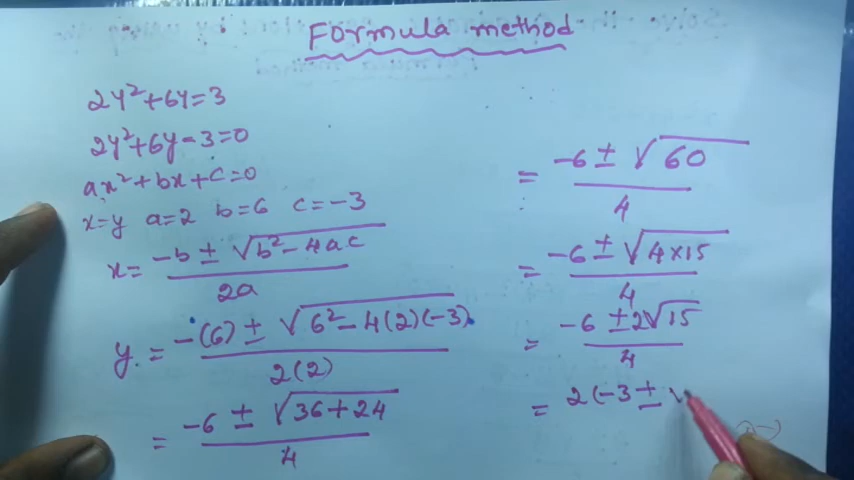 Formula method
2y²+6y=3
2y²+6y-3=0
ax²+bx+c=0
x=y a=2 b=6 c=-3
x= -b ± √b²-4ac / 2a
y = -(6) ± √6²-4(2)(-3) / 2(2)
= -6 ± √36+24 / 4
= -6 ± √60 / 4
= -6 ± √4×15 / 4
= -6 ± 2√15 / 4
= 2(-3 ± √